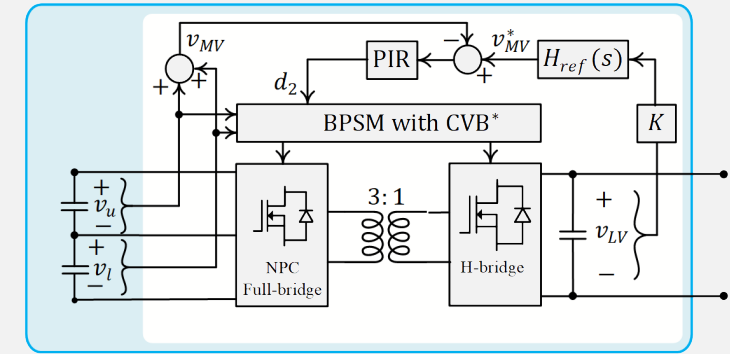 v_MV
−
v*_MV
PIR
H_ref (s)
+
+
+
d_2
BPSM with CVB*
K
3:1
+
v_u
−
+
v_l
−
+
v_LV
−
NPC
Full-bridge
H-bridge